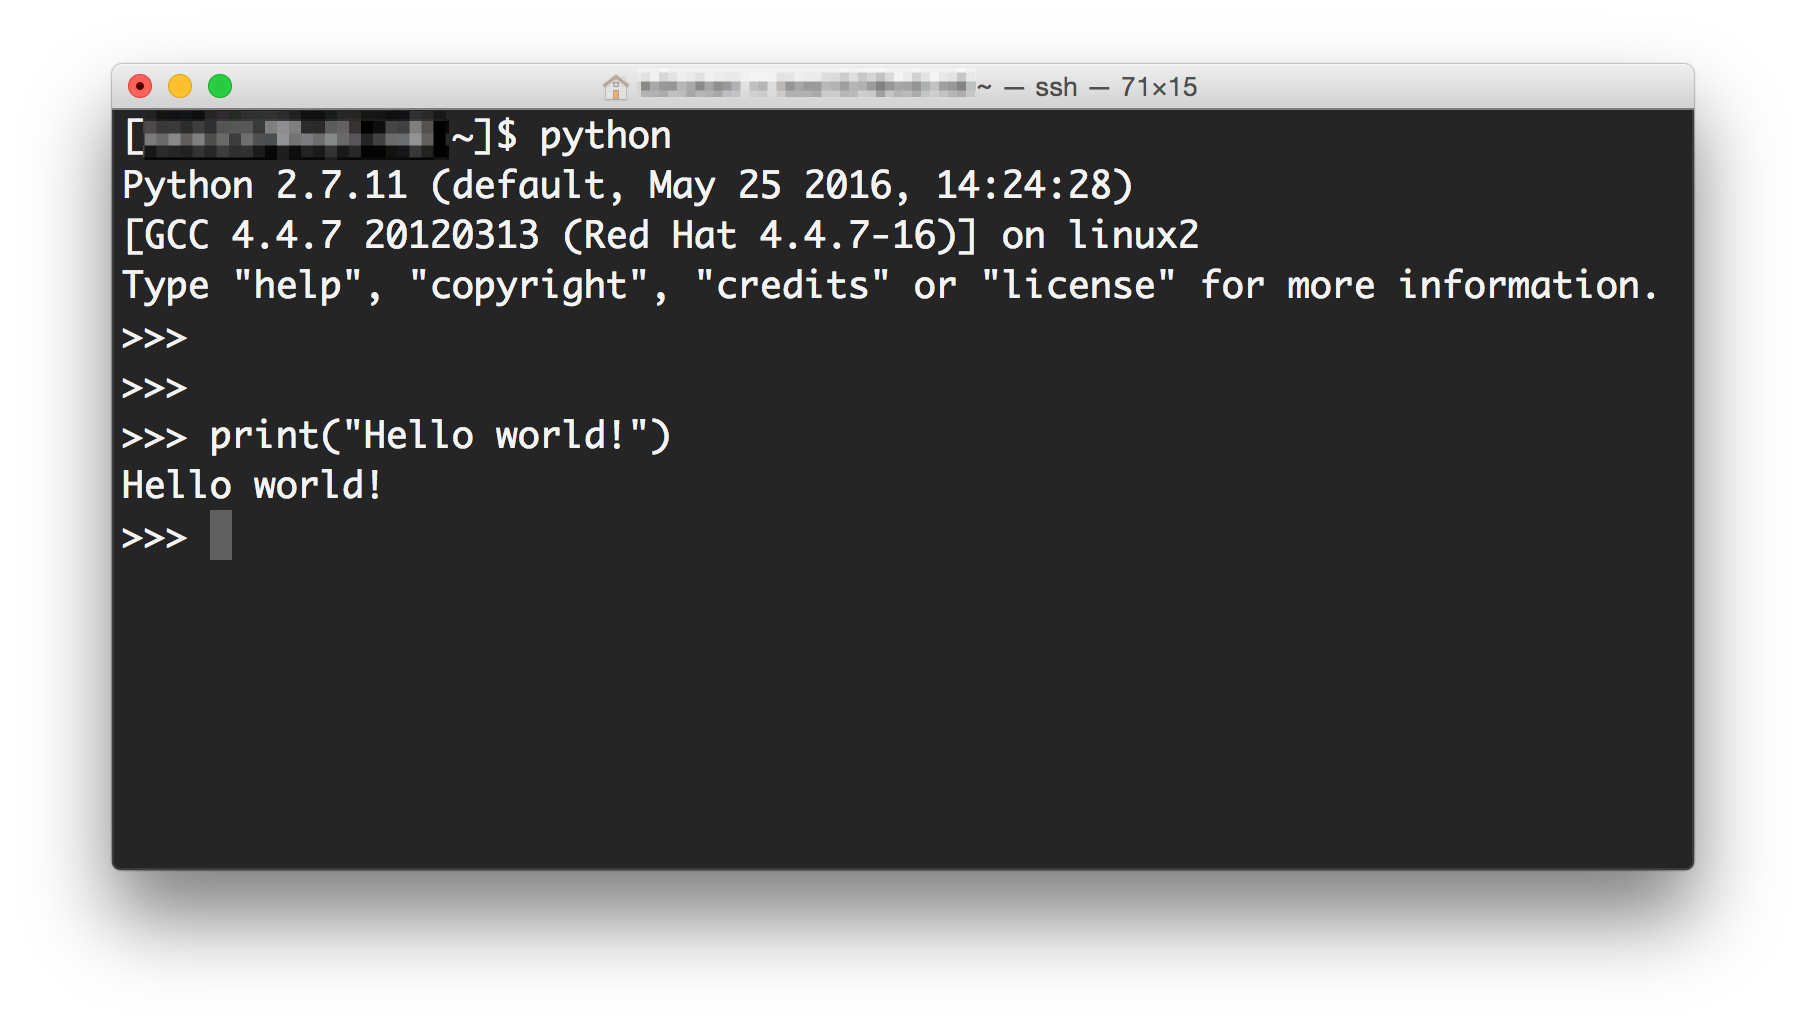 ~ — ssh — 71×15
[ ~]$ python
Python 2.7.11 (default, May 25 2016, 14:24:28)
[GCC 4.4.7 20120313 (Red Hat 4.4.7-16)] on linux2
Type "help", "copyright", "credits" or "license" for more information.
>>>
>>>
>>> print("Hello world!")
Hello world!
>>>